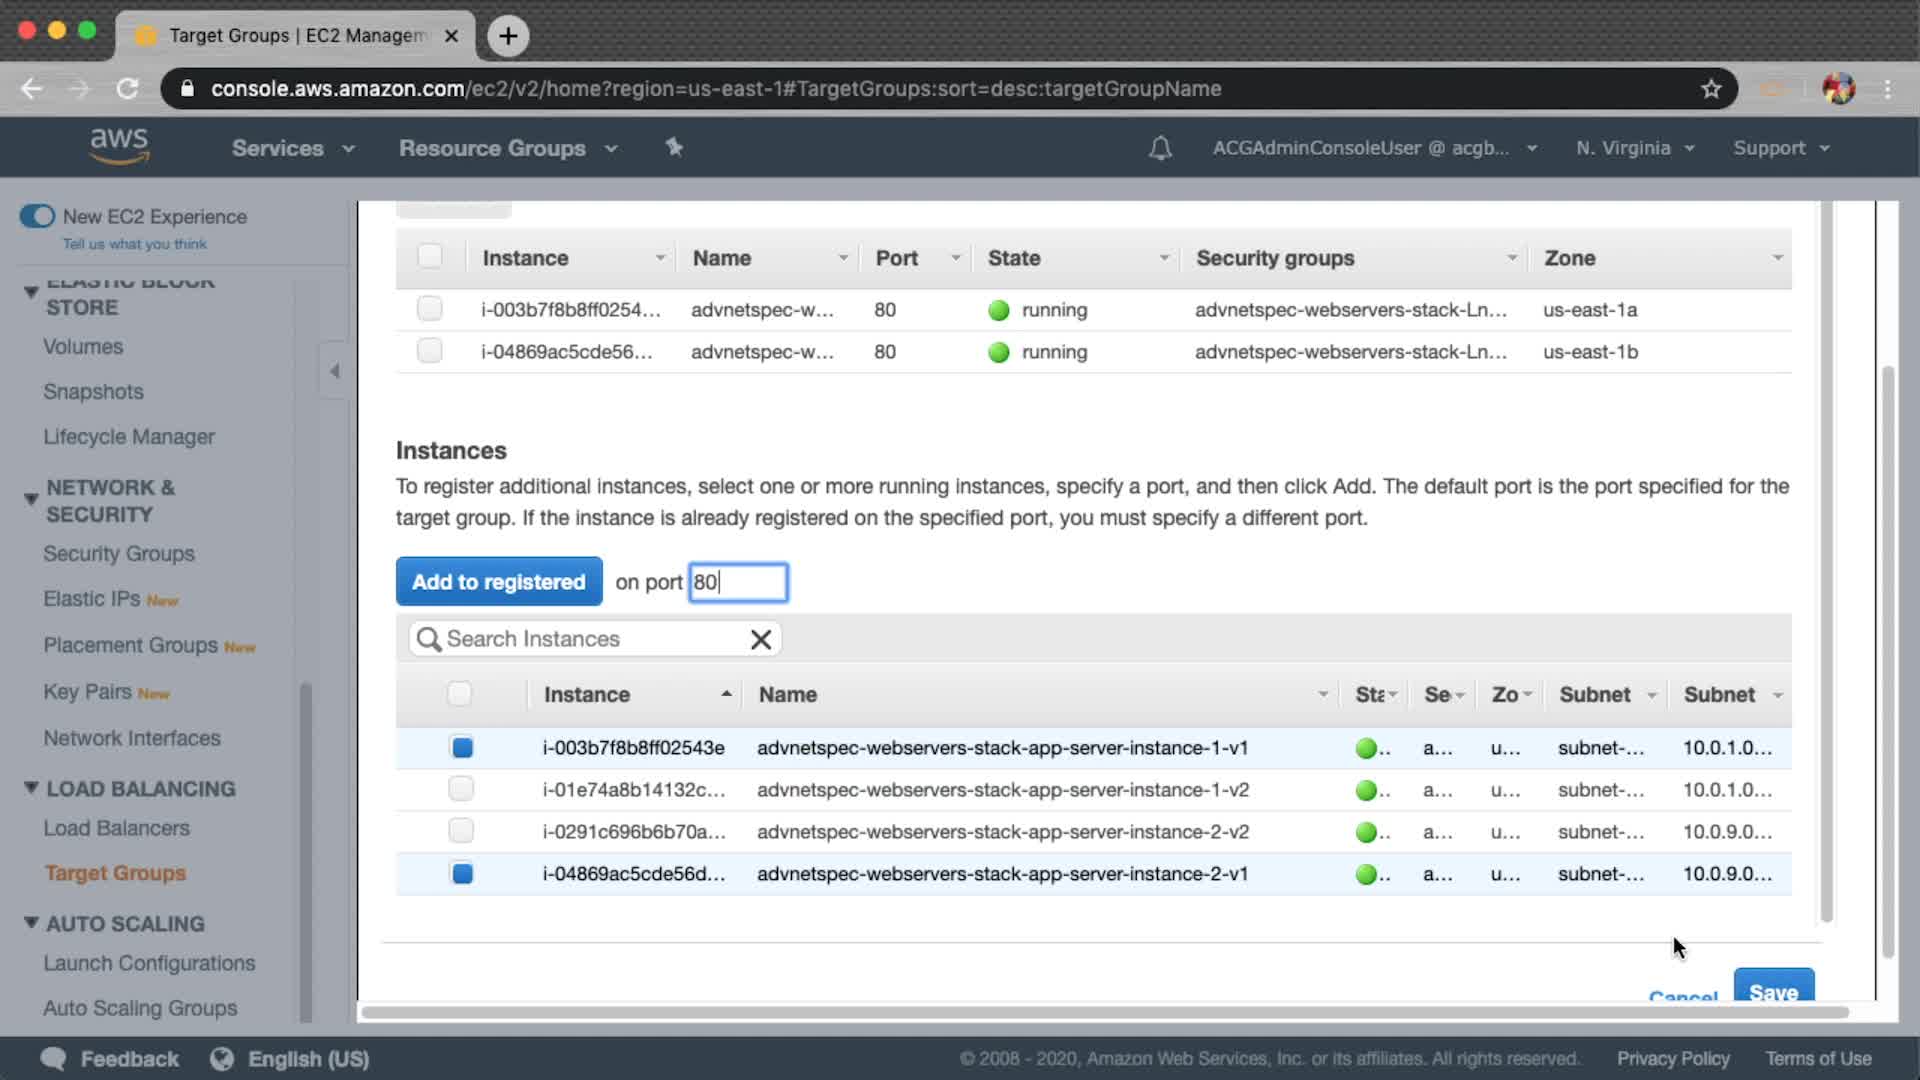 Target Groups | EC2 Managem
console.aws.amazon.com/ec2/v2/home?region=us-east-1#TargetGroups:sort=desc:targetGroupName
aws Services Resource Groups ACGAdminConsoleUser @ acgb... N. Virginia Support
New EC2 Experience
Tell us what you think
ELASTIC BLOCK
STORE
Volumes
Snapshots
Lifecycle Manager
NETWORK &
SECURITY
Security Groups
Elastic IPs New
Placement Groups New
Key Pairs New
Network Interfaces
LOAD BALANCING
Load Balancers
Target Groups
AUTO SCALING
Launch Configurations
Auto Scaling Groups
Instance Name Port State Security groups Zone
i-003b7f8b8ff0254... advnetspec-w... 80 running advnetspec-webservers-stack-Ln... us-east-1a
i-04869ac5cde56... advnetspec-w... 80 running advnetspec-webservers-stack-Ln... us-east-1b
Instances
To register additional instances, select one or more running instances, specify a port, and then click Add. The default port is the port specified for the
target group. If the instance is already registered on the specified port, you must specify a different port.
Add to registered on port 80
Search Instances
Instance Name Sta Se Zo Subnet Subnet
i-003b7f8b8ff02543e advnetspec-webservers-stack-app-server-instance-1-v1 .. a... u... subnet-... 10.0.1.0...
i-01e74a8b14132c... advnetspec-webservers-stack-app-server-instance-1-v2 .. a... u... subnet-... 10.0.1.0...
i-0291c696b6b70a... advnetspec-webservers-stack-app-server-instance-2-v2 .. a... u... subnet-... 10.0.9.0...
i-04869ac5cde56d... advnetspec-webservers-stack-app-server-instance-2-v1 .. a... u... subnet-... 10.0.9.0...
Cancel Save
Feedback English (US) © 2008 - 2020, Amazon Web Services, Inc. or its affiliates. All rights reserved. Privacy Policy Terms of Use